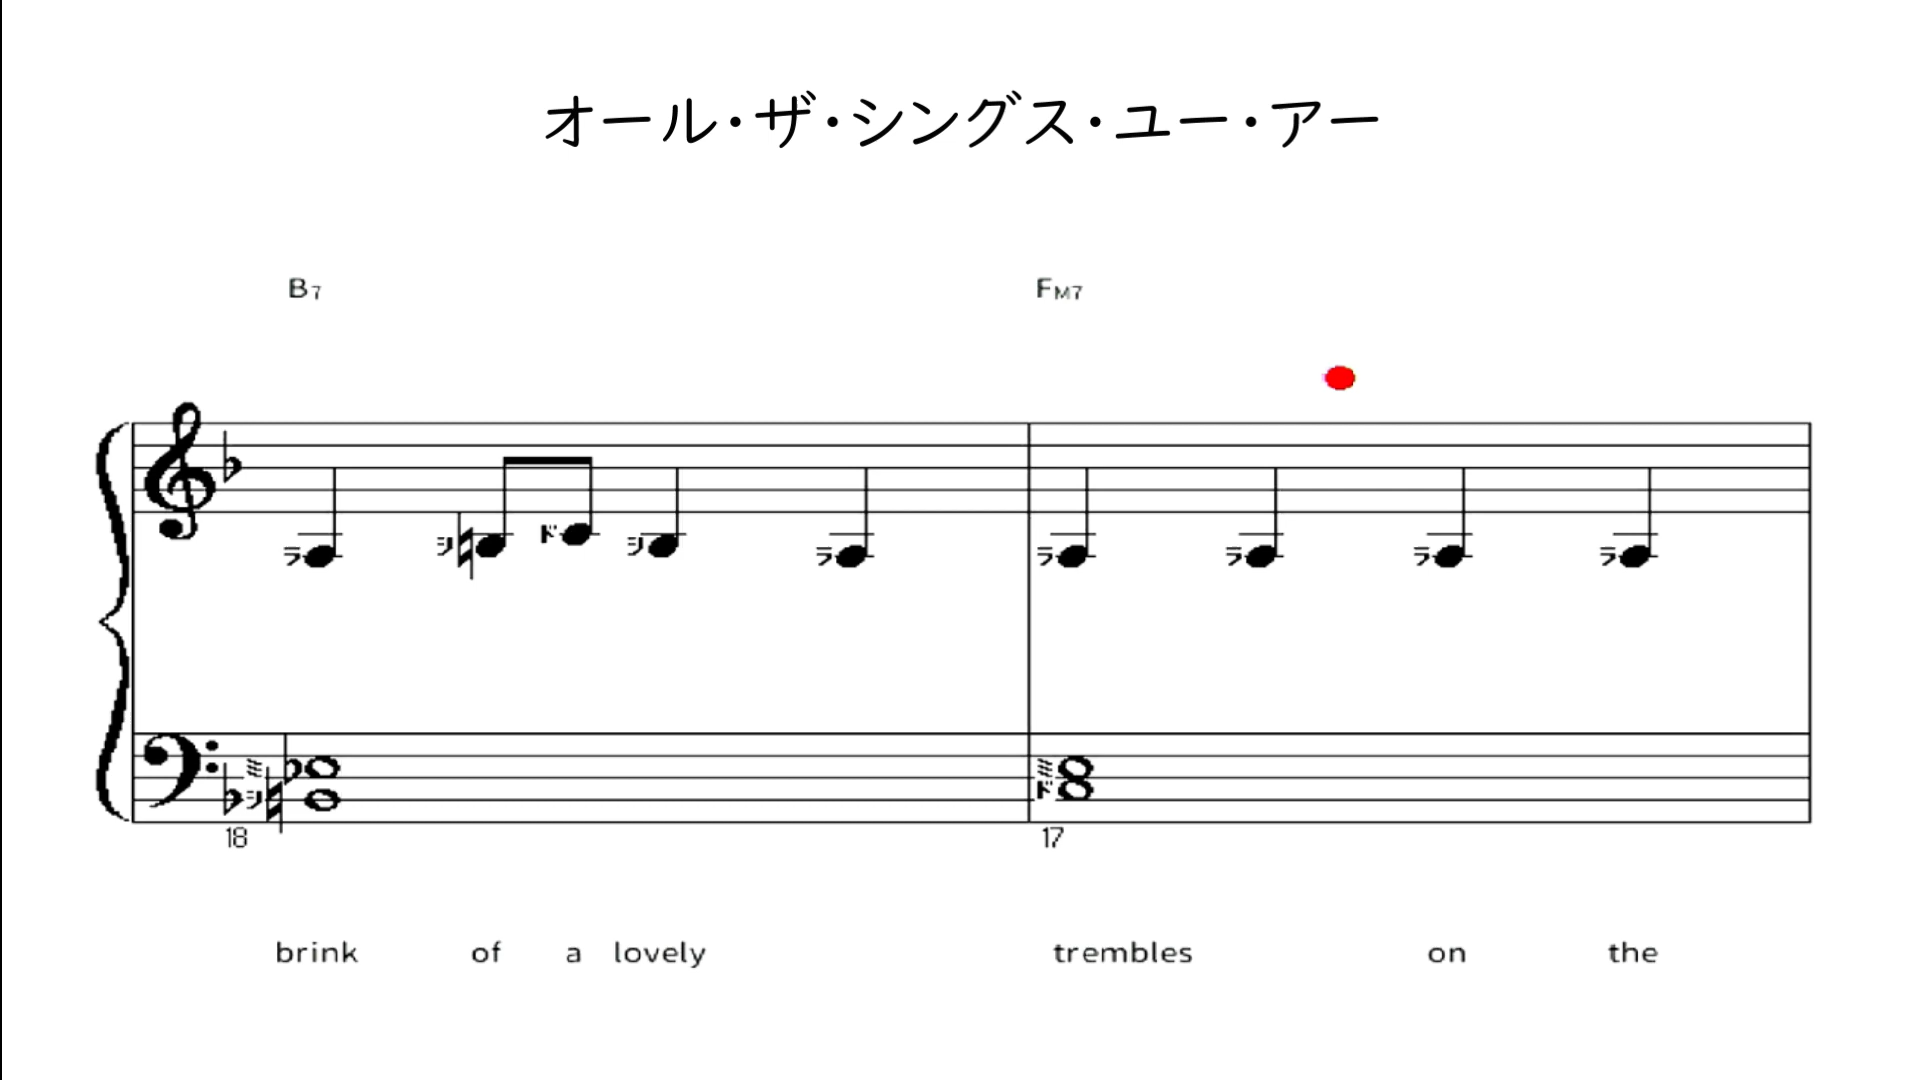 オール・ザ・シングス・ユー・アー
B7 FM7
ラ シ ド シ ラ ラ ラ ラ ラ
ミ ミ
シ ド
18 17
brink of a lovely trembles on the